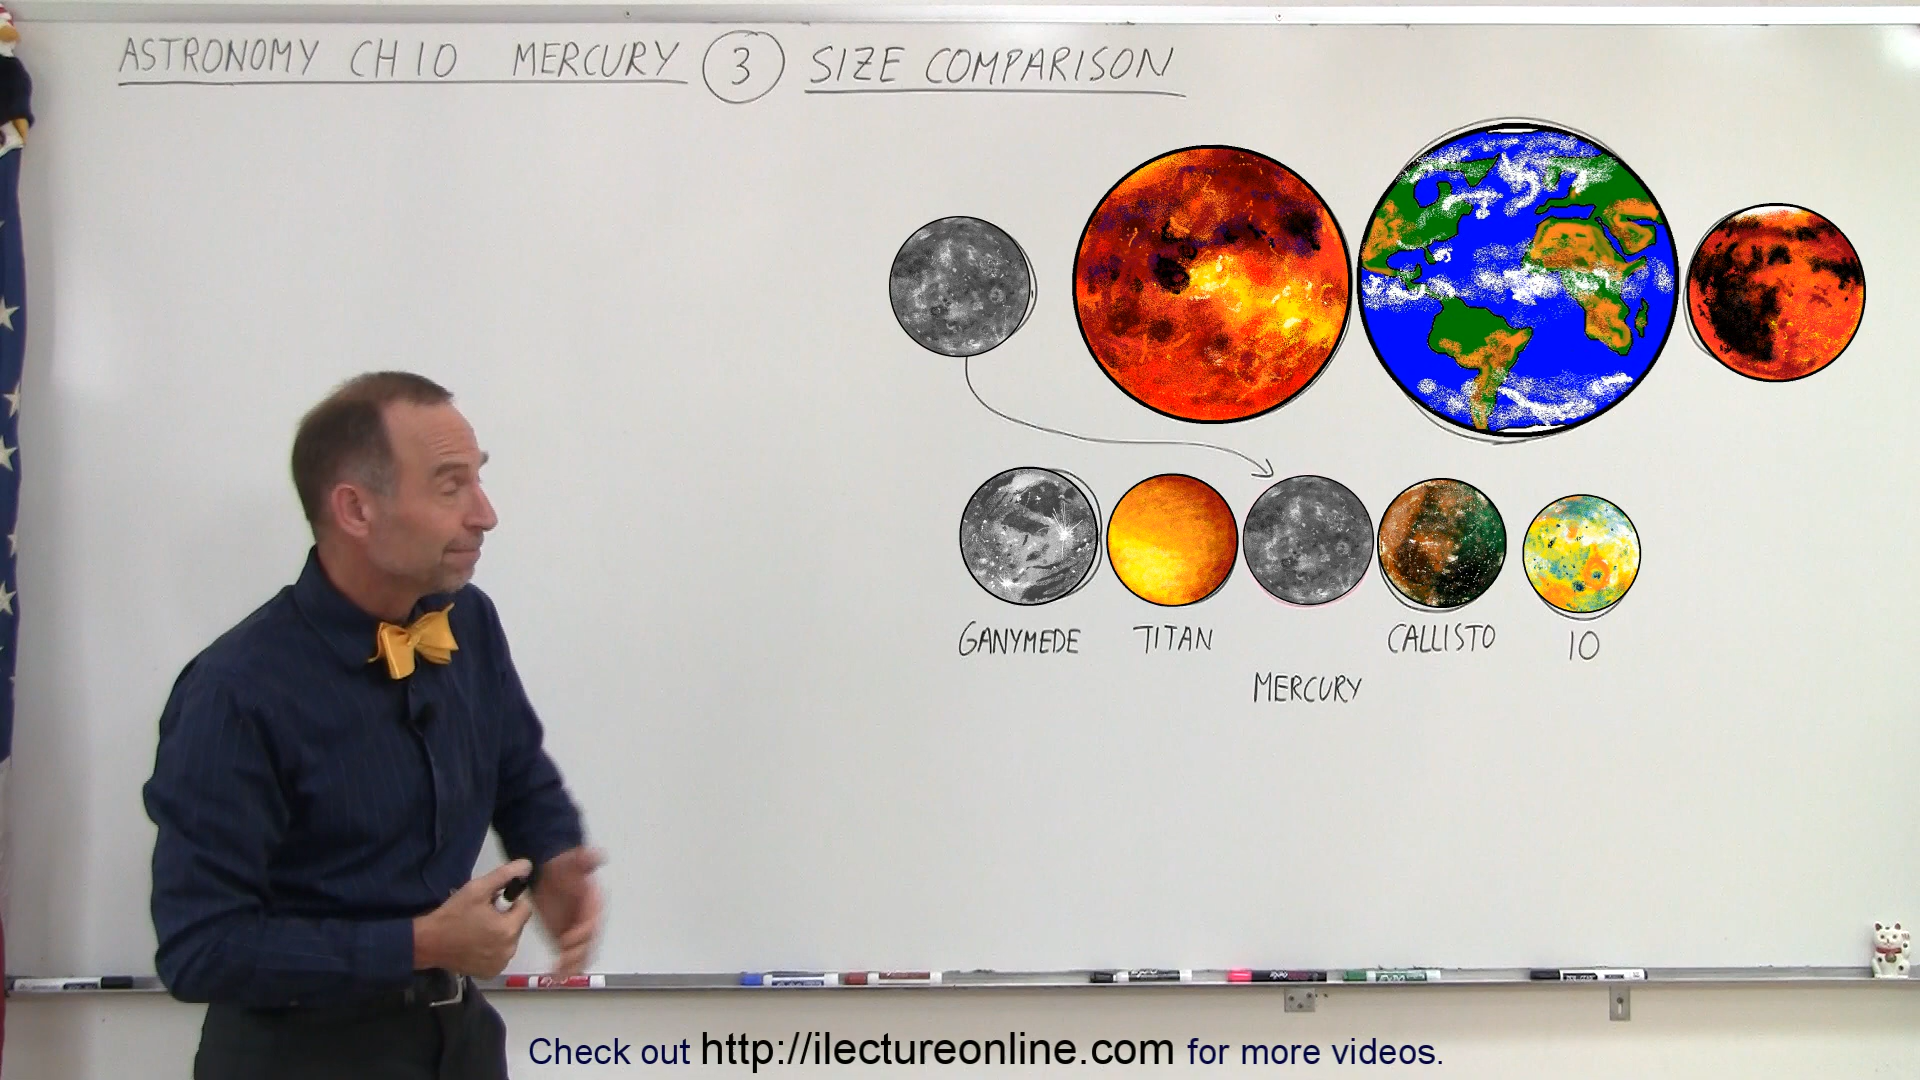 ASTRONOMY CH 10 MERCURY 3 SIZE COMPARISON
GANYMEDE TITAN CALLISTO IO
MERCURY
Check out http://ilectureonline.com for more videos.